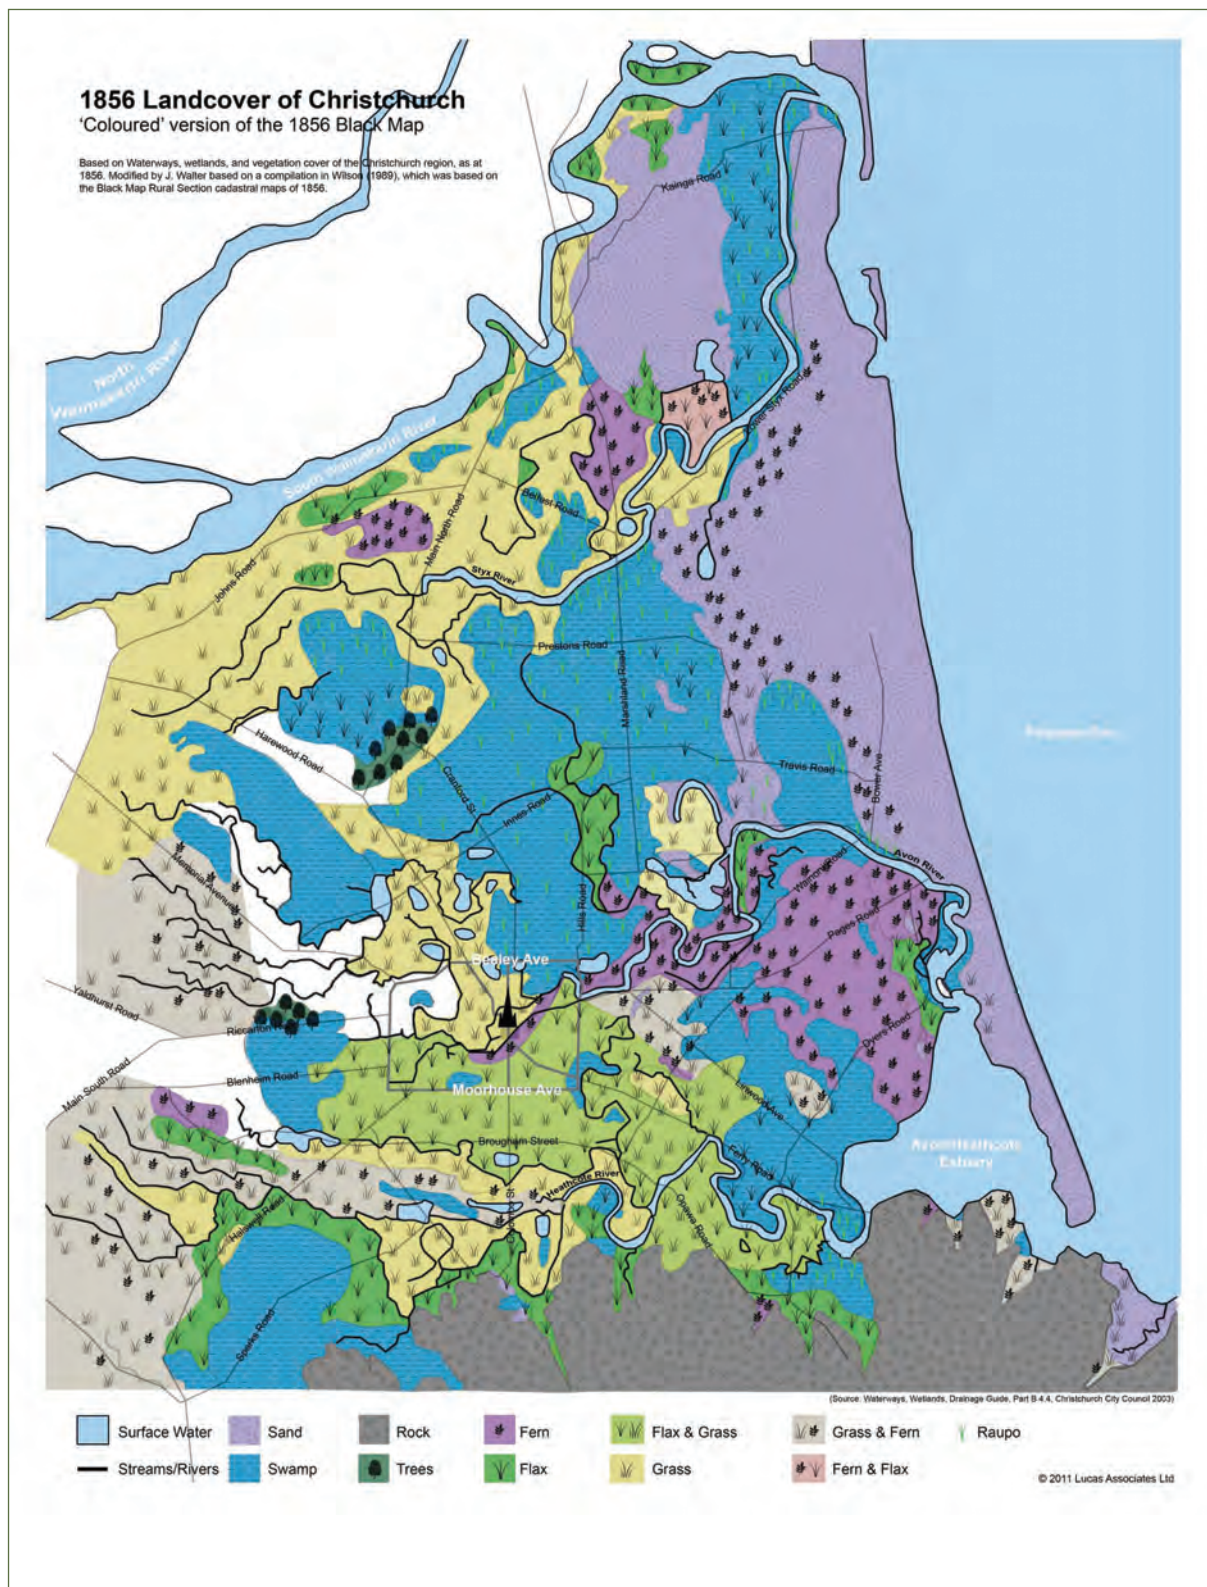 1856 Landcover of Christchurch
'Coloured' version of the 1856 Black Map
Based on Waterways, wetlands, and vegetation cover of the Christchurch region, as at
1856. Modified by J. Walter based on a compilation in Wilson (1989), which was based on
the Black Map Rural Section cadastral maps of 1856.
Kainga Road
North
Waimakariri River
South Waimakariri River
Lower Styx Road
Belfast Road
Main North Road
Johns Road
Styx River
Prestons Road
Marshland Road
Harewood Road
Cranford St
Travis Road
Bower Ave
Innes Road
Memorial Avenue
Hills Road
Avon River
Wainoni Road
Pages Road
Bealey Ave
Yaldhurst Road
Riccarton Road
Dyers Road
Main South Road
Blenheim Road
Moorhouse Ave
Linwood Ave
Brougham Street
Ferry Road
Avon/Heathcote
Estuary
Heathcote River
Halswell Road
Colombo St
Opawa Road
Sparks Road
(Source: Waterways, Wetlands, Drainage Guide, Part B 4.4, Christchurch City Council 2003)
Surface Water
Sand
Rock
Fern
Flax & Grass
Grass & Fern
Raupo
Streams/Rivers
Swamp
Trees
Flax
Grass
Fern & Flax
© 2011 Lucas Associates Ltd